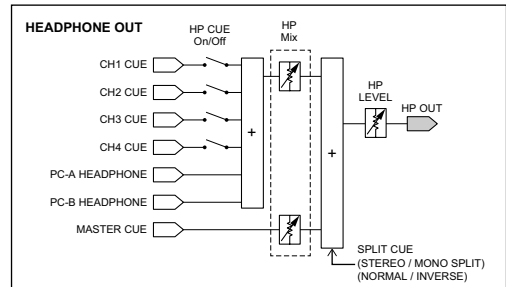 HEADPHONE OUT
HP CUE
On/Off
HP
Mix
CH1 CUE
CH2 CUE
CH3 CUE
CH4 CUE
PC-A HEADPHONE
PC-B HEADPHONE
MASTER CUE
+
+
HP
LEVEL
HP OUT
SPLIT CUE
(STEREO / MONO SPLIT)
(NORMAL / INVERSE)